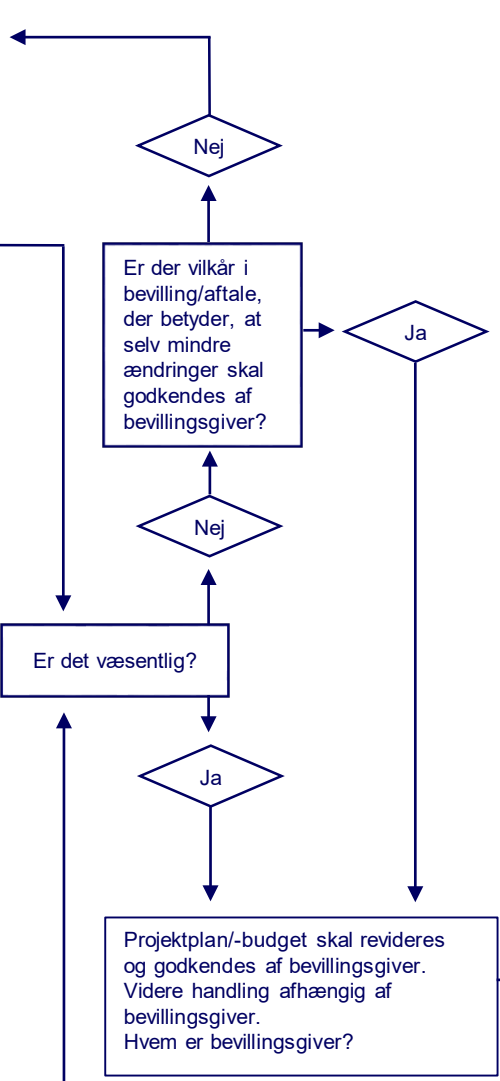 Nej
Er der vilkår i
bevilling/aftale,
der betyder, at
selv mindre
ændringer skal
godkendes af
bevillingsgiver?
Ja
Nej
Er det væsentlig?
Ja
Projektplan/-budget skal revideres
og godkendes af bevillingsgiver.
Videre handling afhængig af
bevillingsgiver.
Hvem er bevillingsgiver?